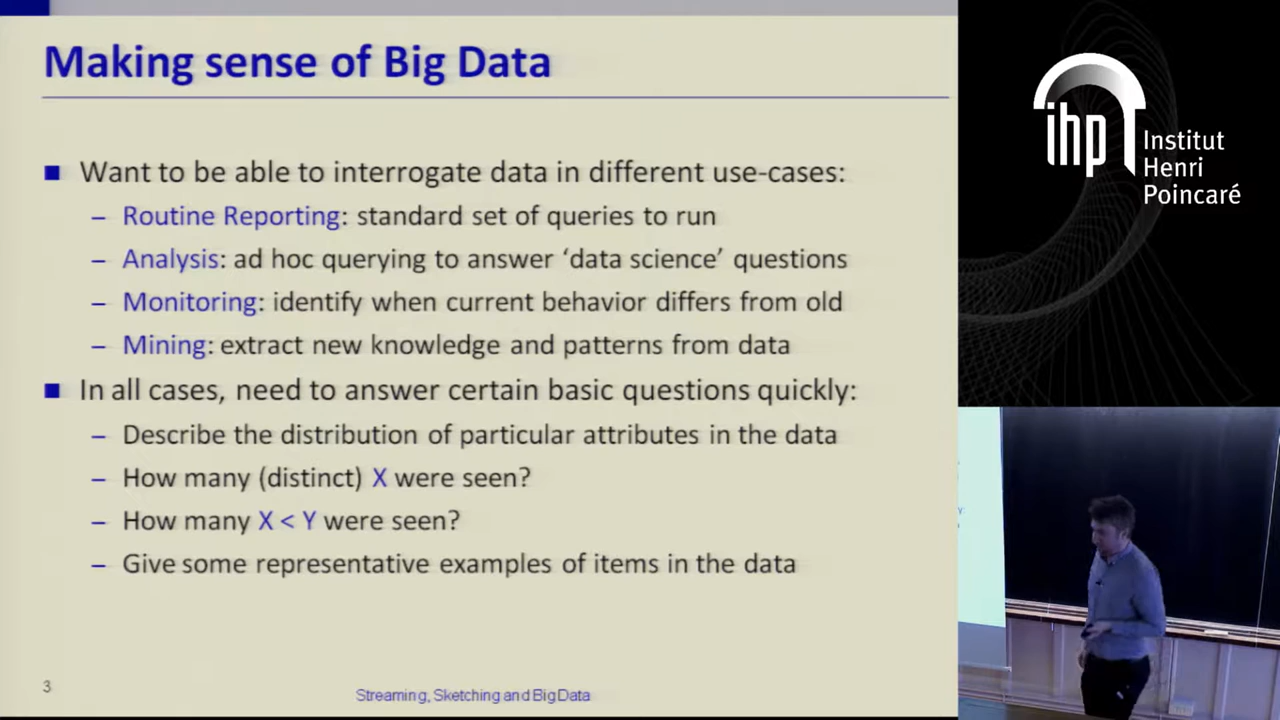 Making sense of Big Data
Want to be able to interrogate data in different use-cases:
– Routine Reporting: standard set of queries to run
– Analysis: ad hoc querying to answer ‘data science’ questions
– Monitoring: identify when current behavior differs from old
– Mining: extract new knowledge and patterns from data
In all cases, need to answer certain basic questions quickly:
– Describe the distribution of particular attributes in the data
– How many (distinct) X were seen?
– How many X < Y were seen?
– Give some representative examples of items in the data
3
Streaming, Sketching and Big Data
ihp
Institut
Henri
Poincaré